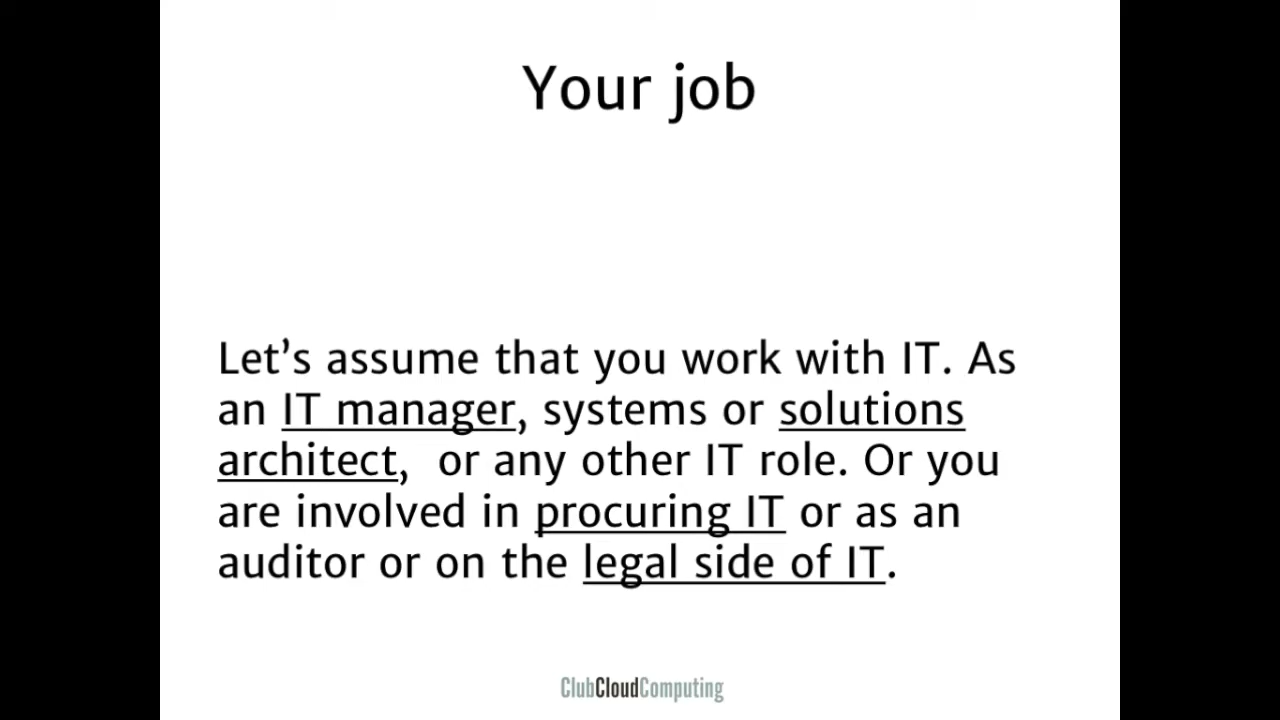 Your job
Let’s assume that you work with IT. As
an IT manager, systems or solutions
architect,  or any other IT role. Or you
are involved in procuring IT or as an
auditor or on the legal side of IT.
ClubCloudComputing